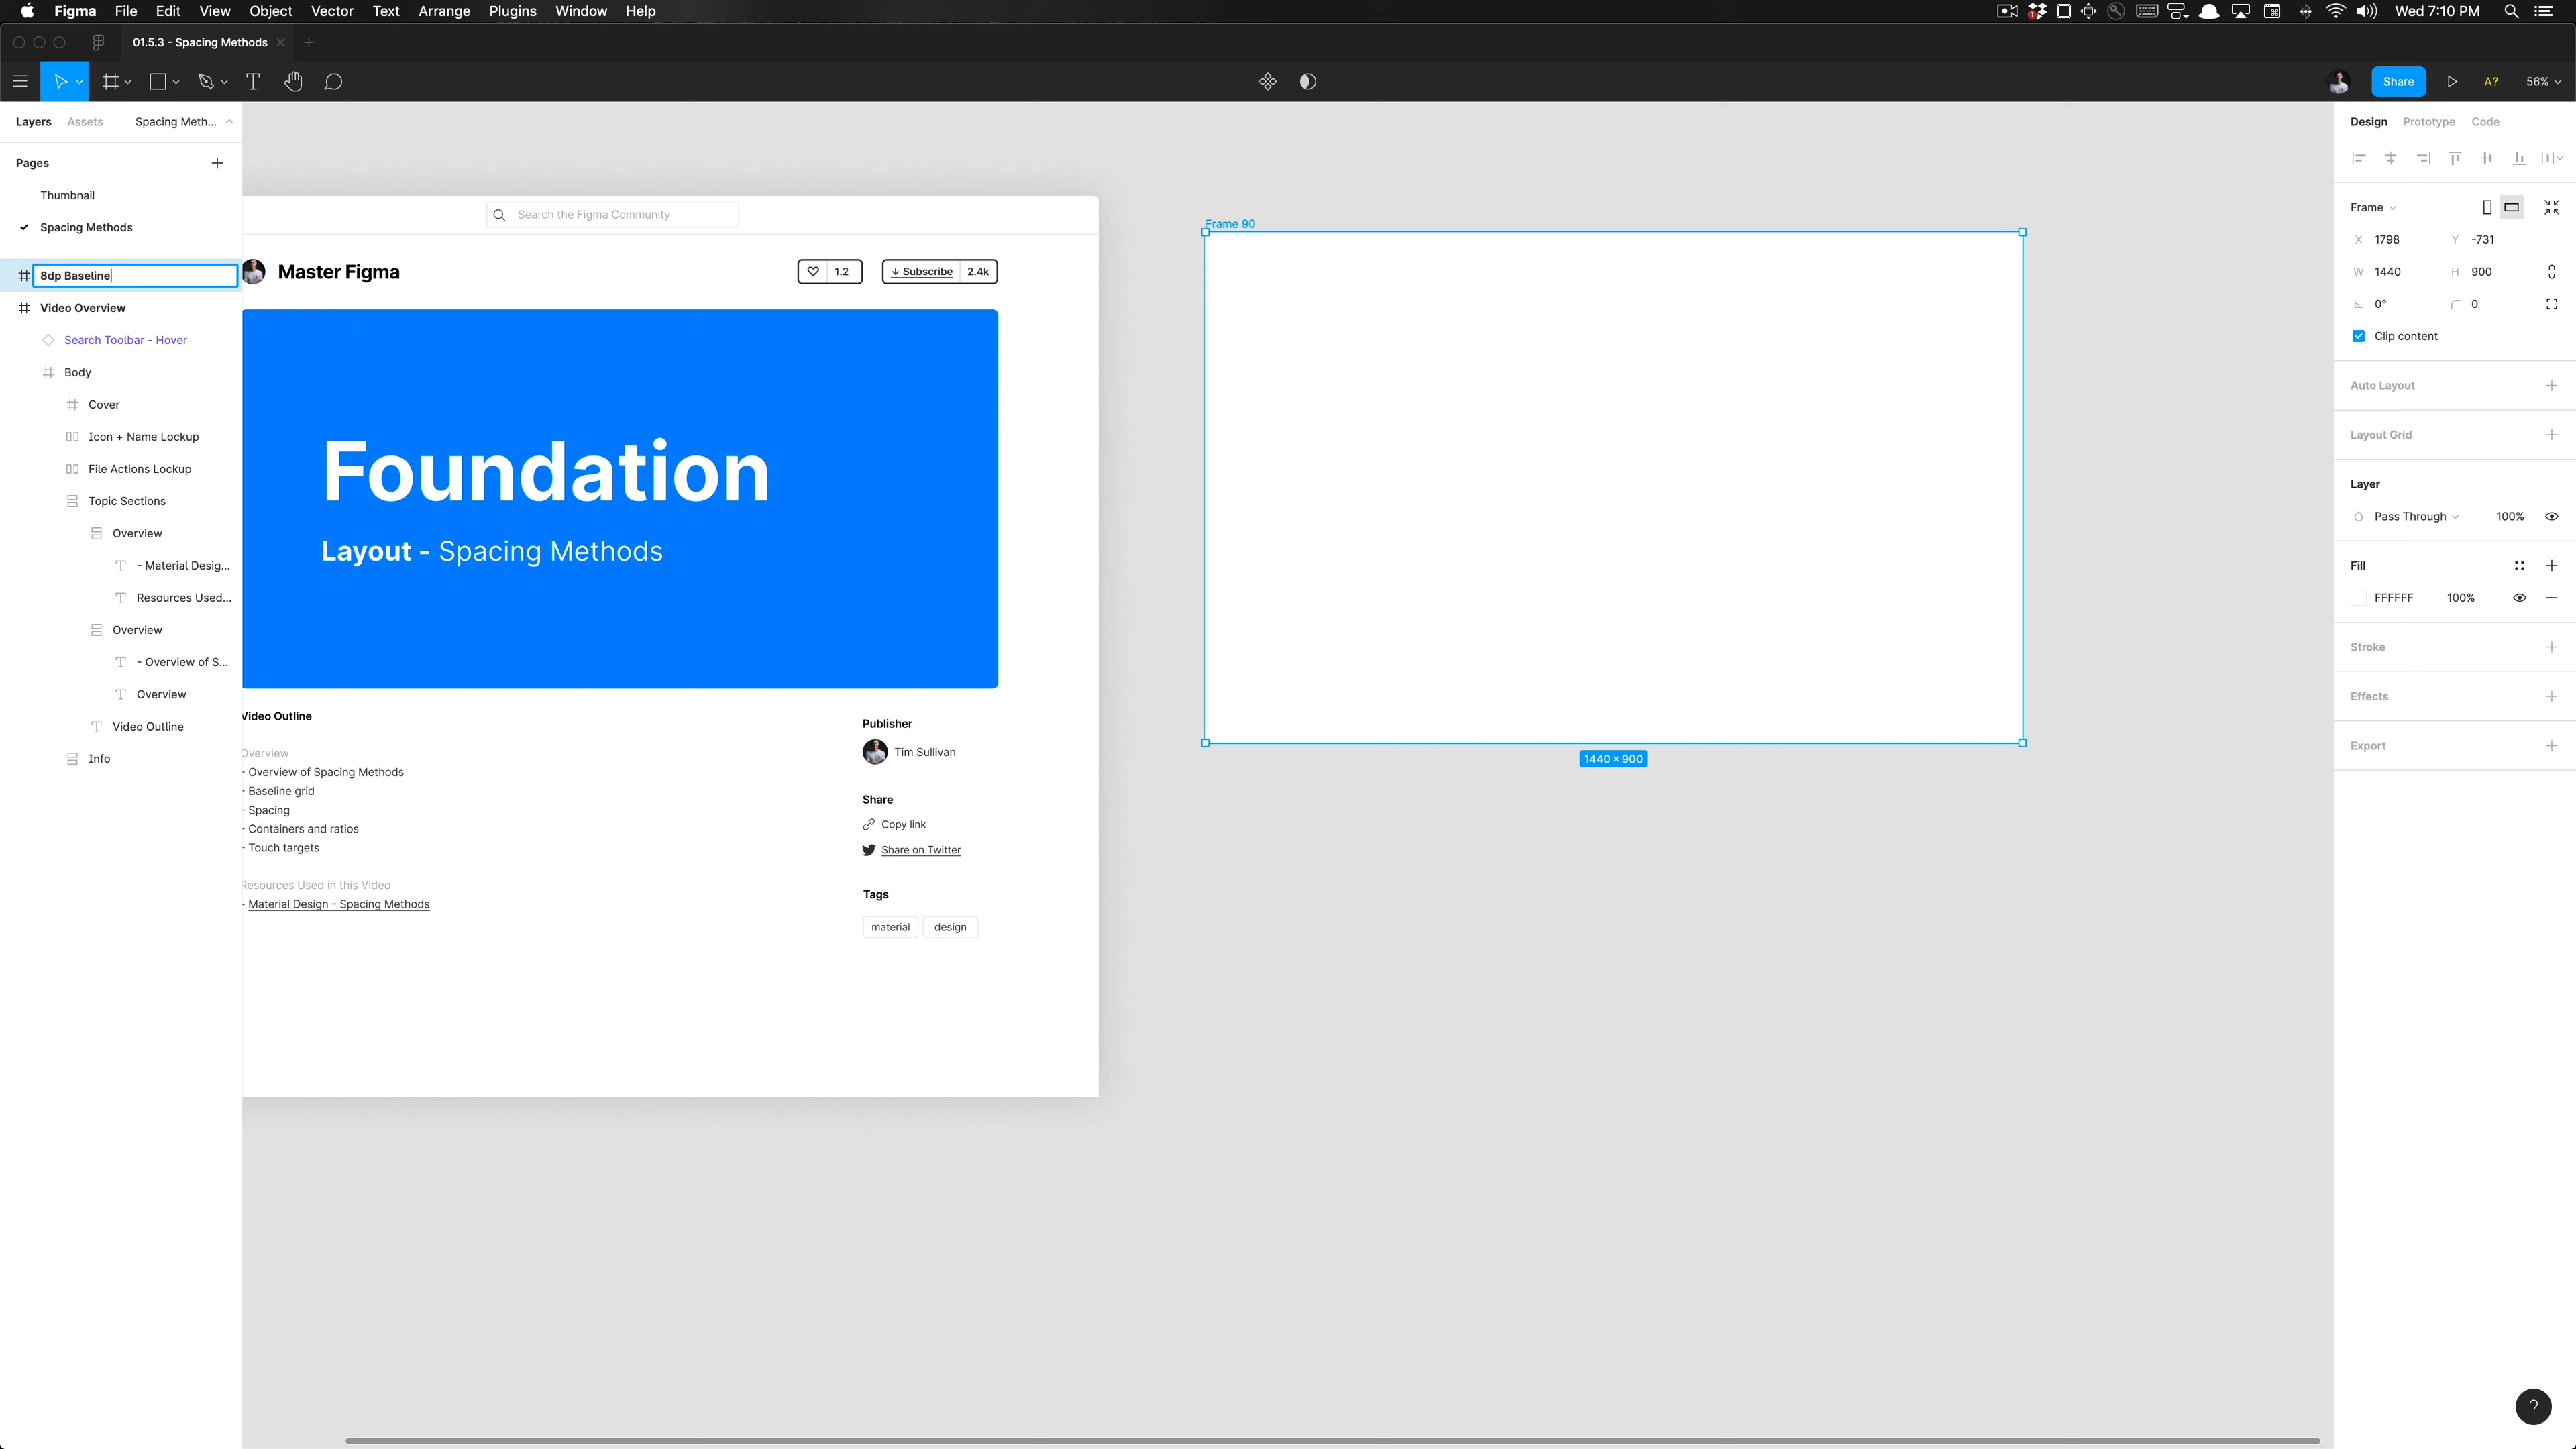 Figma File Edit View Object Vector Text Arrange Plugins Window Help
Wed 7:10 PM
01.5.3 - Spacing Methods
Share
A?
56%
Layers Assets Spacing Meth...
Pages
Thumbnail
Spacing Methods
8dp Baseline
Video Overview
Search Toolbar - Hover
Body
Cover
Icon + Name Lockup
File Actions Lockup
Topic Sections
Overview
- Material Desig...
Resources Used...
Overview
- Overview of S...
Overview
Video Outline
Info
Search the Figma Community
Master Figma
1.2
↓ Subscribe 2.4k
Foundation
Layout - Spacing Methods
Video Outline
Overview
- Overview of Spacing Methods
- Baseline grid
- Spacing
- Containers and ratios
- Touch targets
Resources Used in this Video
- Material Design - Spacing Methods
Publisher
Tim Sullivan
Share
Copy link
Share on Twitter
Tags
material design
Frame 90
1440 × 900
Design Prototype Code
Frame
X 1798 Y -731
W 1440 H 900
0° 0
Clip content
Auto Layout
Layout Grid
Layer
Pass Through 100%
Fill
FFFFFF 100%
Stroke
Effects
Export
?